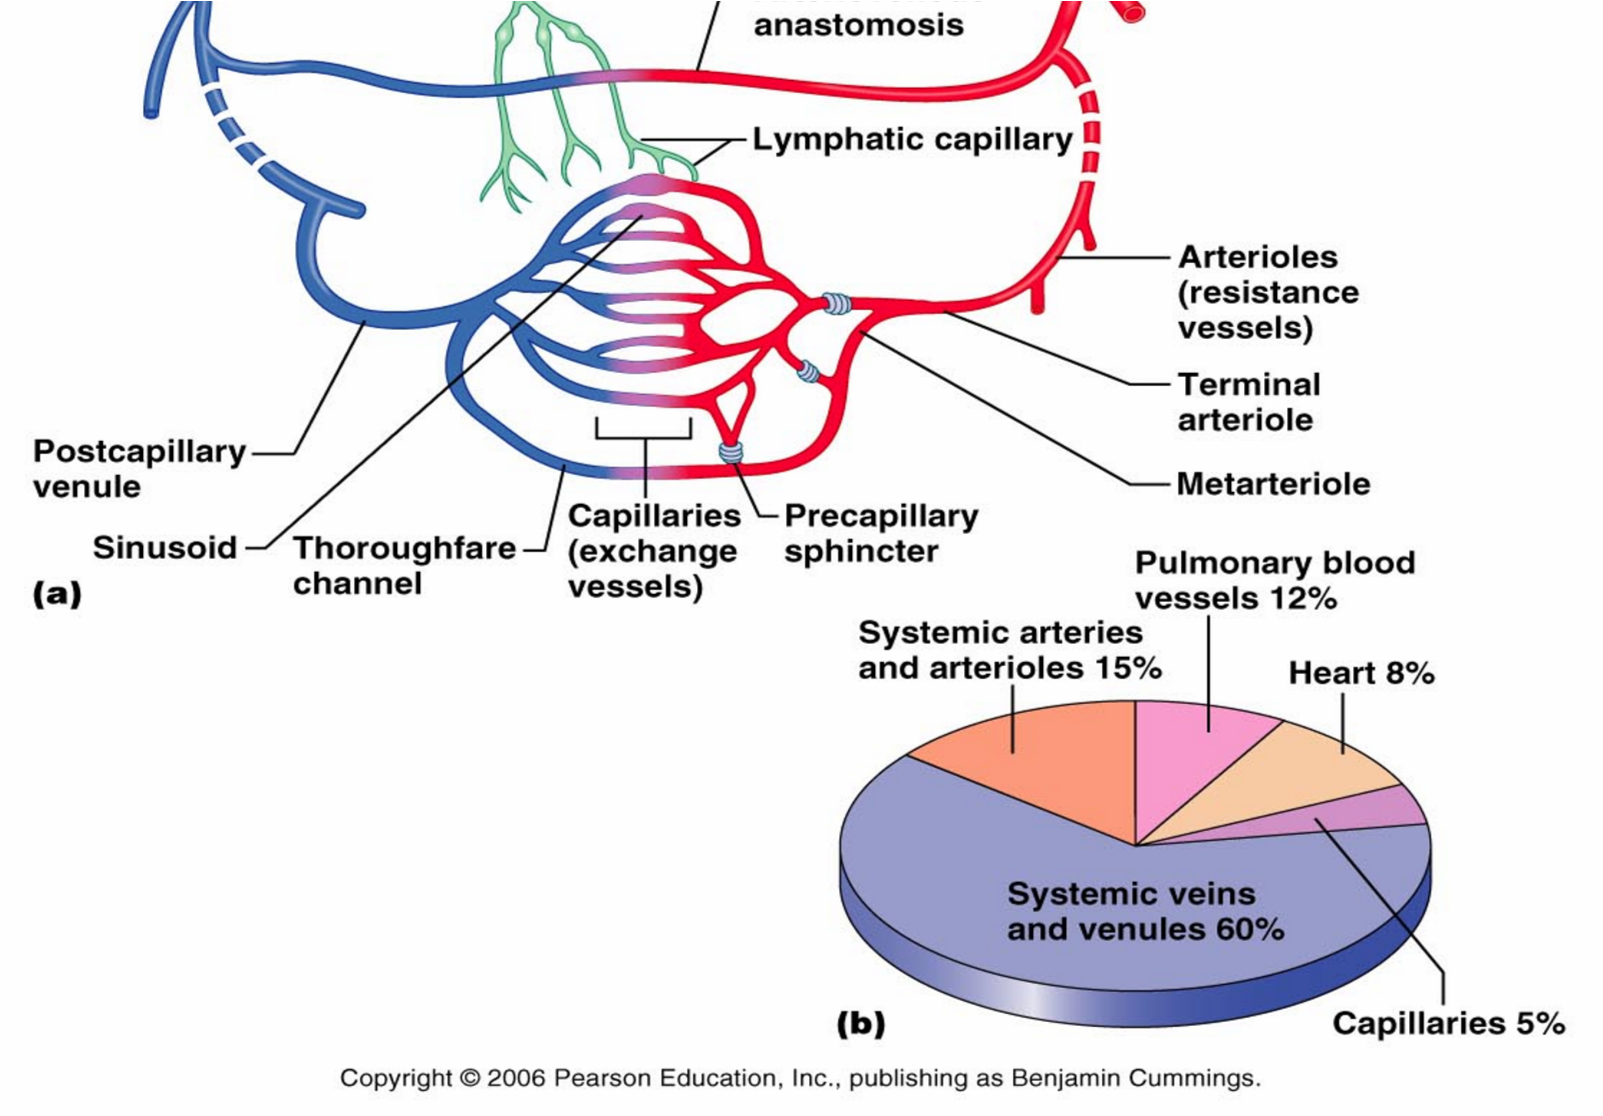 anastomosis
Lymphatic capillary
Arterioles
(resistance
vessels)
Terminal
arteriole
Postcapillary
venule
Metarteriole
Sinusoid
Thoroughfare
channel
Capillaries
(exchange
vessels)
Precapillary
sphincter
(a)
Pulmonary blood
vessels 12%
Systemic arteries
and arterioles 15%
Heart 8%
Systemic veins
and venules 60%
(b)
Capillaries 5%
Copyright © 2006 Pearson Education, Inc., publishing as Benjamin Cummings.